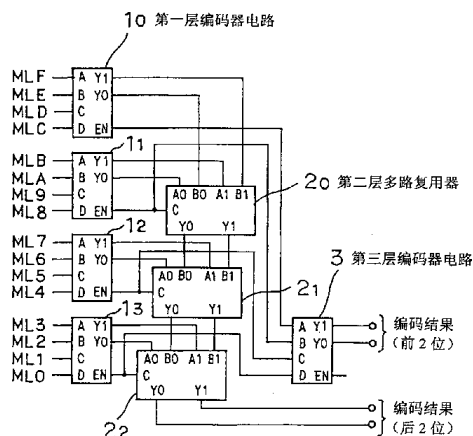 1₀ 第一层编码器电路
MLF A Y1
MLE B Y0
MLD C
MLC D EN
1₁
MLB A Y1
MLA B Y0
ML9 C
ML8 D EN
A0 B0 A1 B1
C
Y0 Y1
2₀ 第二层多路复用器
1₂
ML7 A Y1
ML6 B Y0
ML5 C
ML4 D EN
A0 B0 A1 B1
C
Y0 Y1
2₁
1₃
ML3 A Y1
ML2 B Y0
ML1 C
ML0 D EN
A0 B0 A1 B1
C
Y0 Y1
2₂
3 第三层编码器电路
A Y1
B Y0
C
D EN
编码结果
(前2位)
编码结果
(后2位)